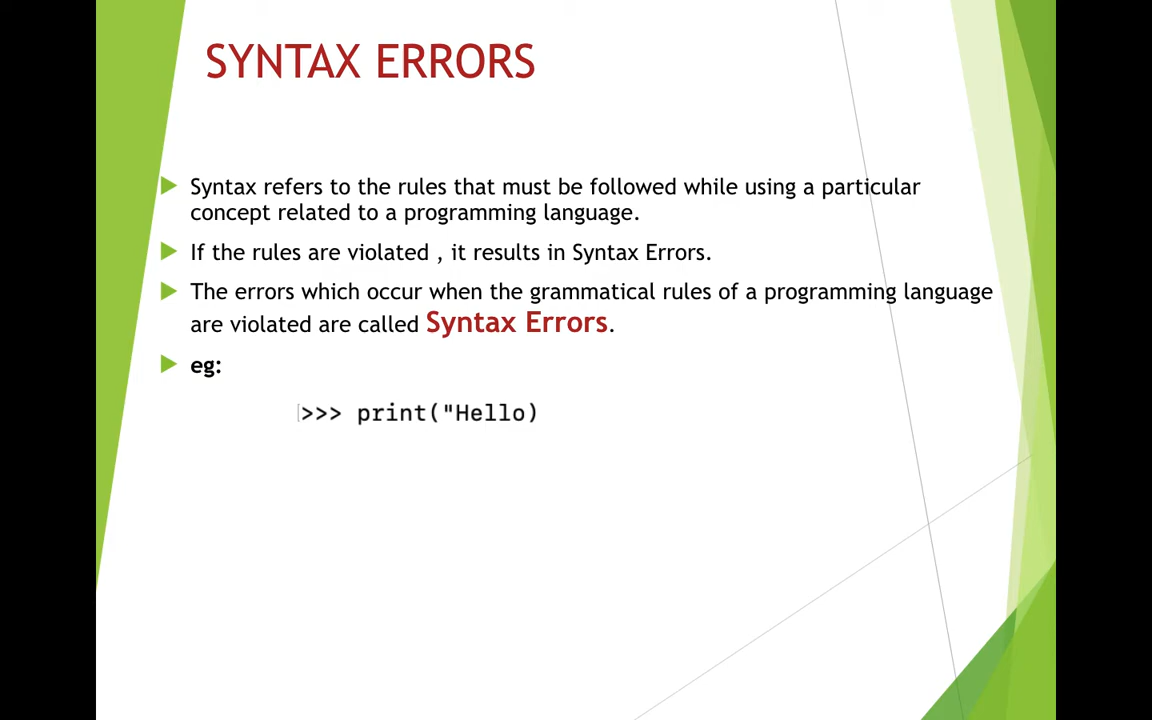 SYNTAX ERRORS
Syntax refers to the rules that must be followed while using a particular
concept related to a programming language.
If the rules are violated , it results in Syntax Errors.
The errors which occur when the grammatical rules of a programming language
are violated are called Syntax Errors.
eg:
>>> print("Hello)